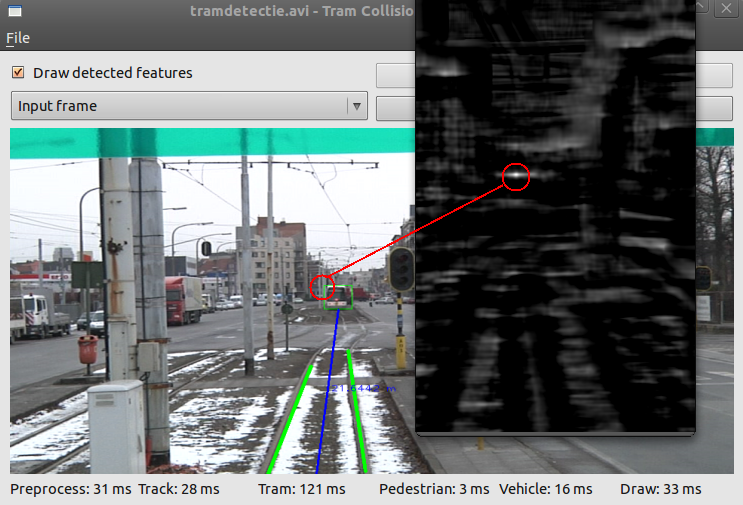 tramdetectie.avi - Tram Collisio
File
Draw detected features
Input frame
Preprocess: 31 ms Track: 28 ms Tram: 121 ms Pedestrian: 3 ms Vehicle: 16 ms Draw: 33 ms